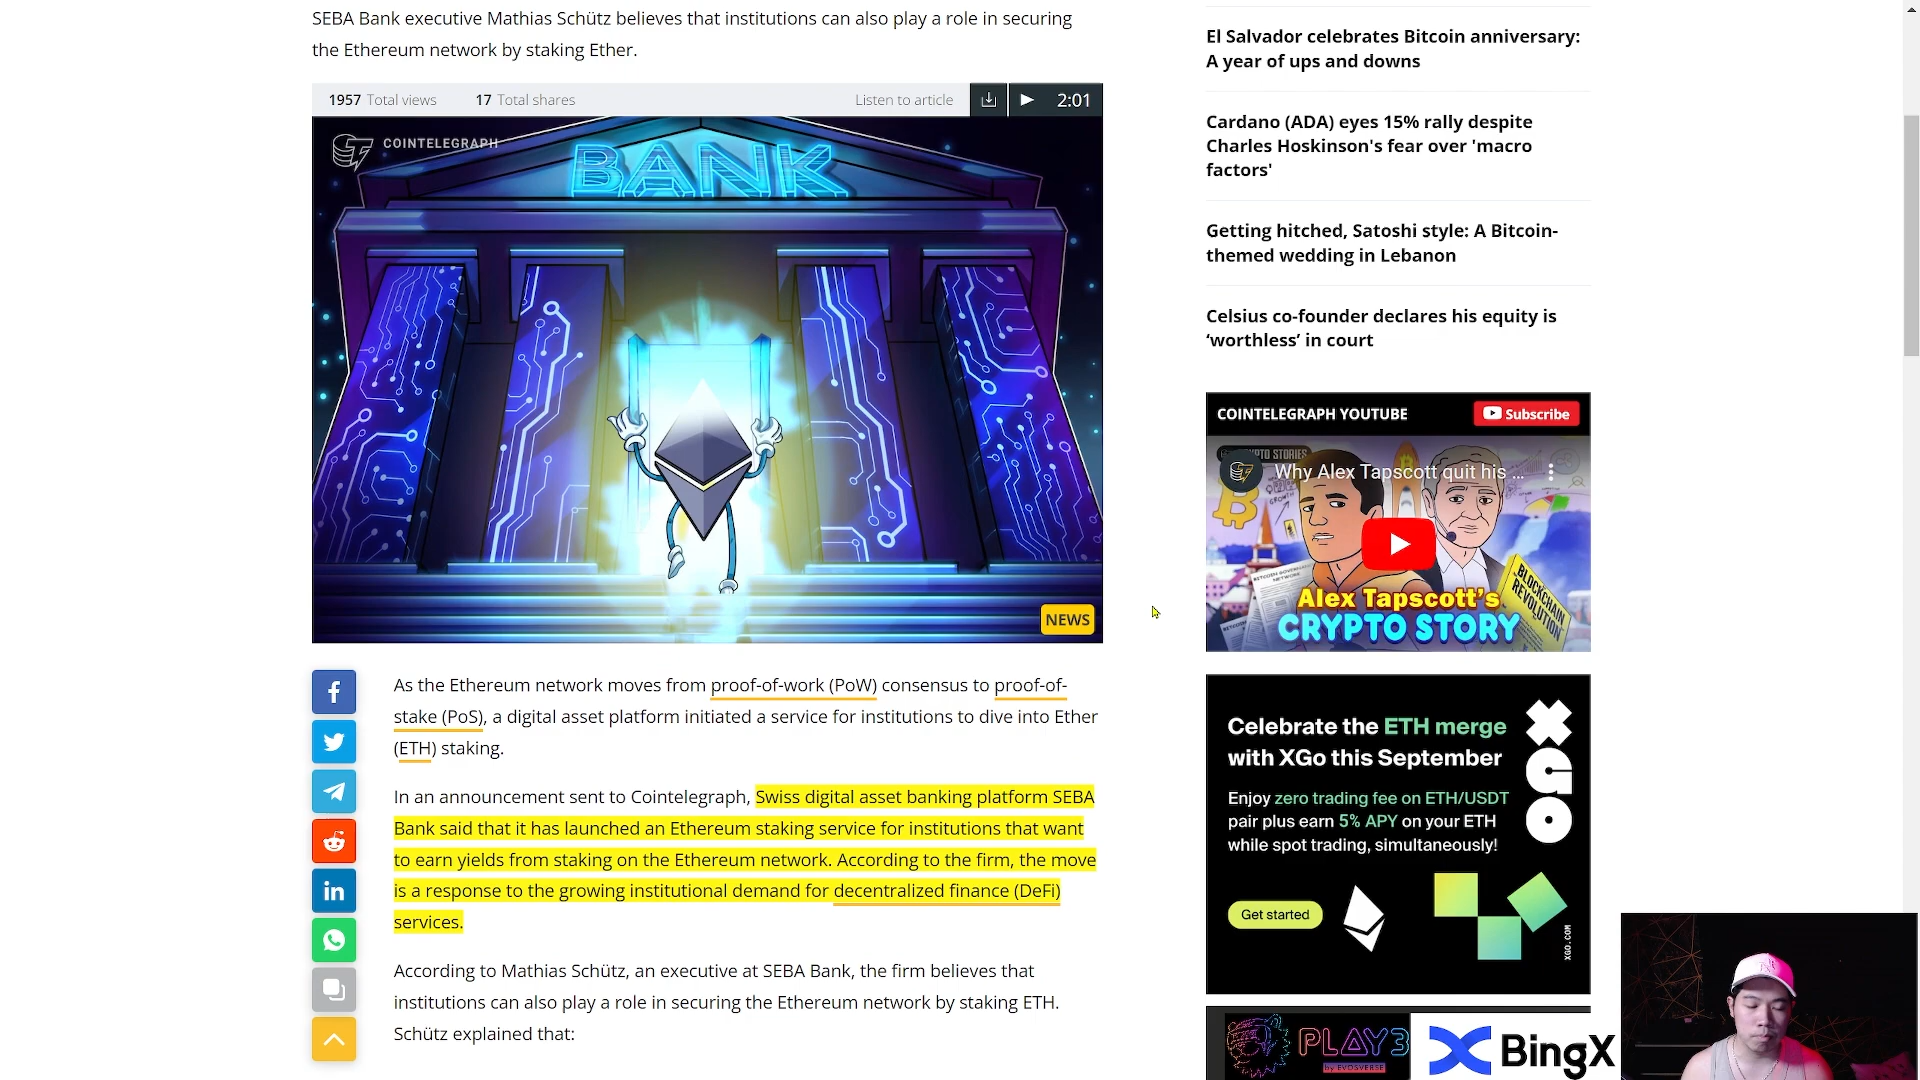 SEBA Bank executive Mathias Schütz believes that institutions can also play a role in securing
the Ethereum network by staking Ether.
1957 Total views
17 Total shares
Listen to article
2:01
COINTELEGRAPH
BANK
NEWS
As the Ethereum network moves from proof-of-work (PoW) consensus to proof-of-
stake (PoS), a digital asset platform initiated a service for institutions to dive into Ether
(ETH) staking.
In an announcement sent to Cointelegraph, Swiss digital asset banking platform SEBA
Bank said that it has launched an Ethereum staking service for institutions that want
to earn yields from staking on the Ethereum network. According to the firm, the move
is a response to the growing institutional demand for decentralized finance (DeFi)
services.
According to Mathias Schütz, an executive at SEBA Bank, the firm believes that
institutions can also play a role in securing the Ethereum network by staking ETH.
Schütz explained that:
El Salvador celebrates Bitcoin anniversary:
A year of ups and downs
Cardano (ADA) eyes 15% rally despite
Charles Hoskinson's fear over 'macro
factors'
Getting hitched, Satoshi style: A Bitcoin-
themed wedding in Lebanon
Celsius co-founder declares his equity is
‘worthless’ in court
COINTELEGRAPH YOUTUBE
Subscribe
Why Alex Tapscott quit his ...
BLOCKCHAIN
REVOLUTION
Alex Tapscott's
CRYPTO STORY
Celebrate the ETH merge
with XGo this September
XGO
Enjoy zero trading fee on ETH/USDT
pair plus earn 5% APY on your ETH
while spot trading, simultaneously!
Get started
XGO.COM
PLAY3
by EVOSVERSE
BingX